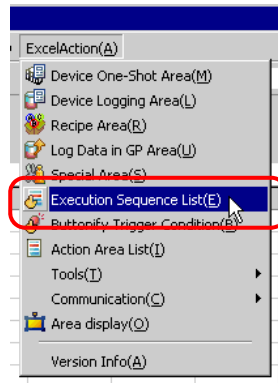 ExcelAction(A)
Device One-Shot Area(M)
Device Logging Area(L)
Recipe Area(R)
Log Data in GP Area(U)
Special Area(S)
Execution Sequence List(E)
Buttonify Trigger Condition(B)
Action Area List(I)
Tools(T)
Communication(C)
Area display(O)
Version Info(A)